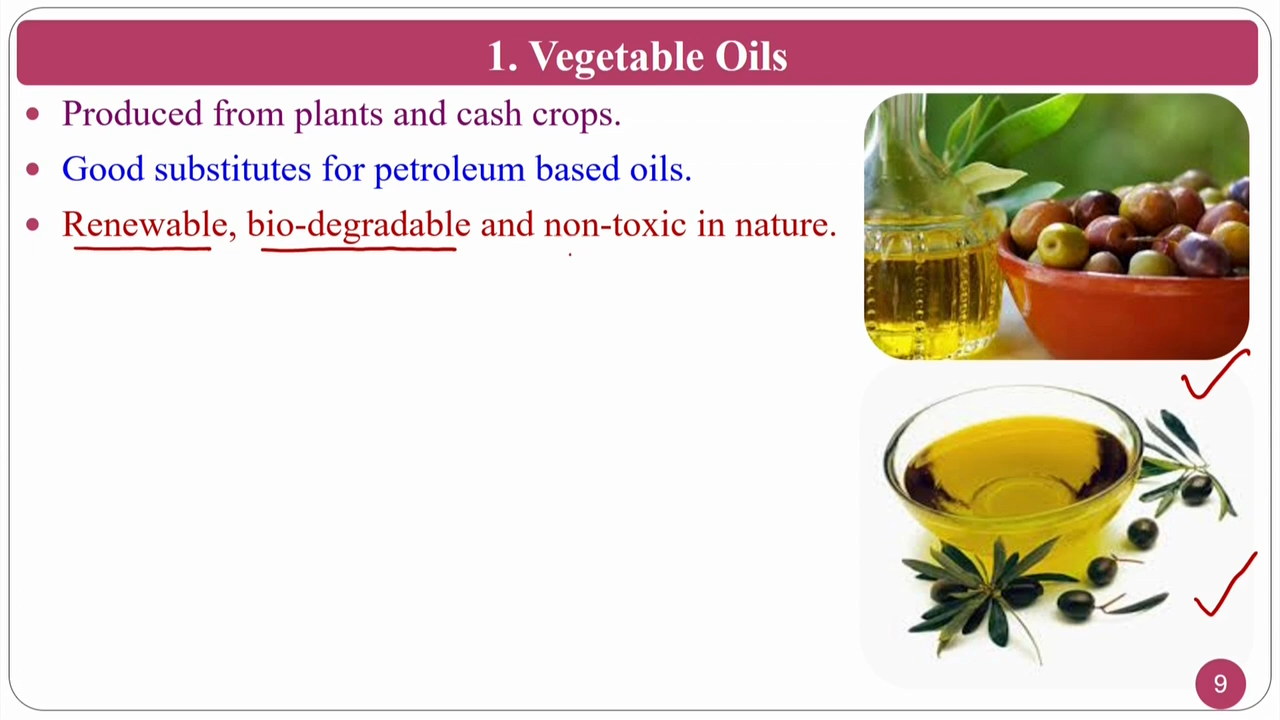 1. Vegetable Oils
• Produced from plants and cash crops.
• Good substitutes for petroleum based oils.
• Renewable, bio-degradable and non-toxic in nature.
9